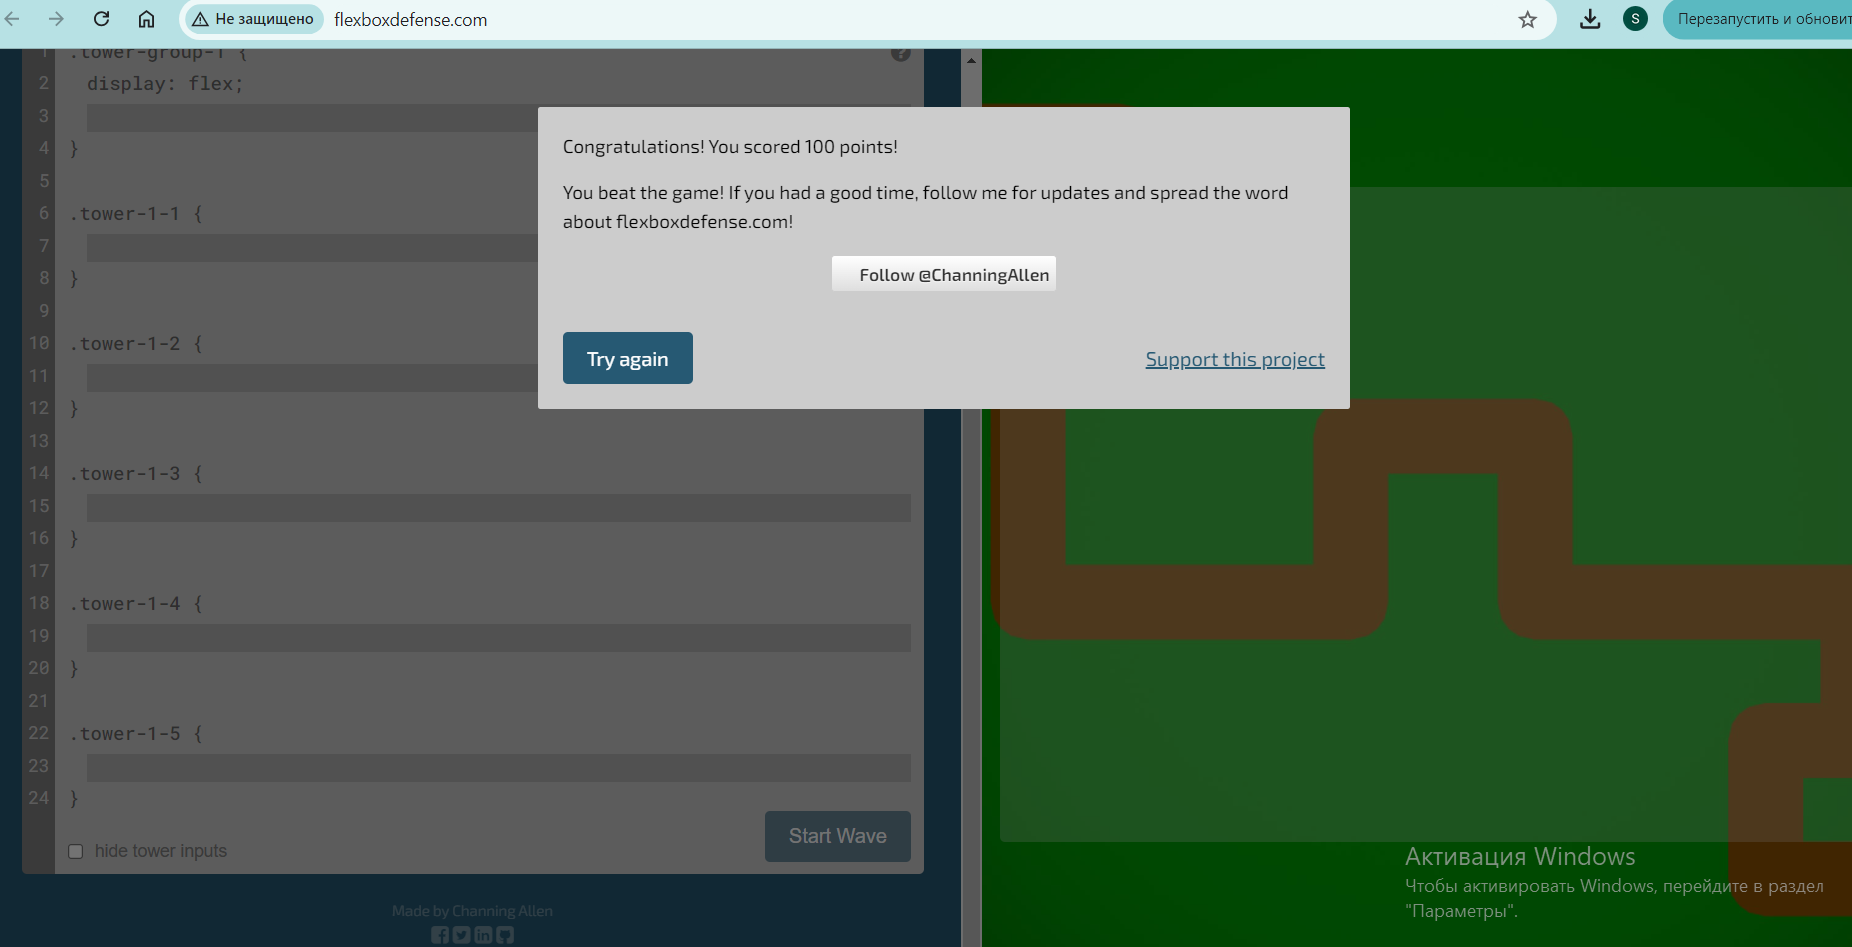 Не защищено
flexboxdefense.com
S
Перезапустить и обновит
1 .tower-group-1 {
2 display: flex;
3
4 }
5
6 .tower-1-1 {
7
8 }
9
10 .tower-1-2 {
11
12 }
13
14 .tower-1-3 {
15
16 }
17
18 .tower-1-4 {
19
20 }
21
22 .tower-1-5 {
23
24 }
?
hide tower inputs
Start Wave
Made by Channing Allen
Congratulations! You scored 100 points!
You beat the game! If you had a good time, follow me for updates and spread the word
about flexboxdefense.com!
Follow @ChanningAllen
Try again
Support this project
Активация Windows
Чтобы активировать Windows, перейдите в раздел
"Параметры".